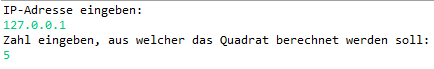 IP-Adresse eingeben:
127.0.0.1
Zahl eingeben, aus welcher das Quadrat berechnet werden soll:
5